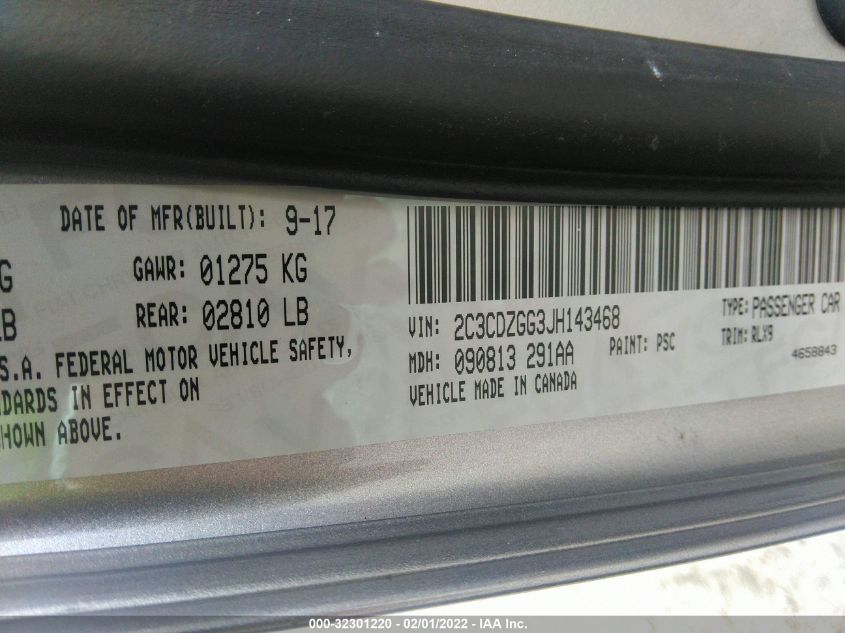 DATE OF MFR(BUILT): 9-17
G GAWR: 01275 KG
LB REAR: 02810 LB
.S.A. FEDERAL MOTOR VEHICLE SAFETY,
DARDS IN EFFECT ON
HOWN ABOVE.
VIN: 2C3CDZGG3JH143468
TYPE: PASSENGER CAR
MDH: 090813 291AA
PAINT: PSC
TRIM: RLX9
VEHICLE MADE IN CANADA
4658843
000-32301220 - 02/01/2022 - IAA Inc.